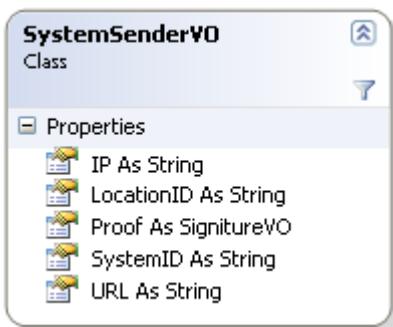 SystemSenderVO
Class
Properties
IP As String
LocationID As String
Proof As SignitureVO
SystemID As String
URL As String